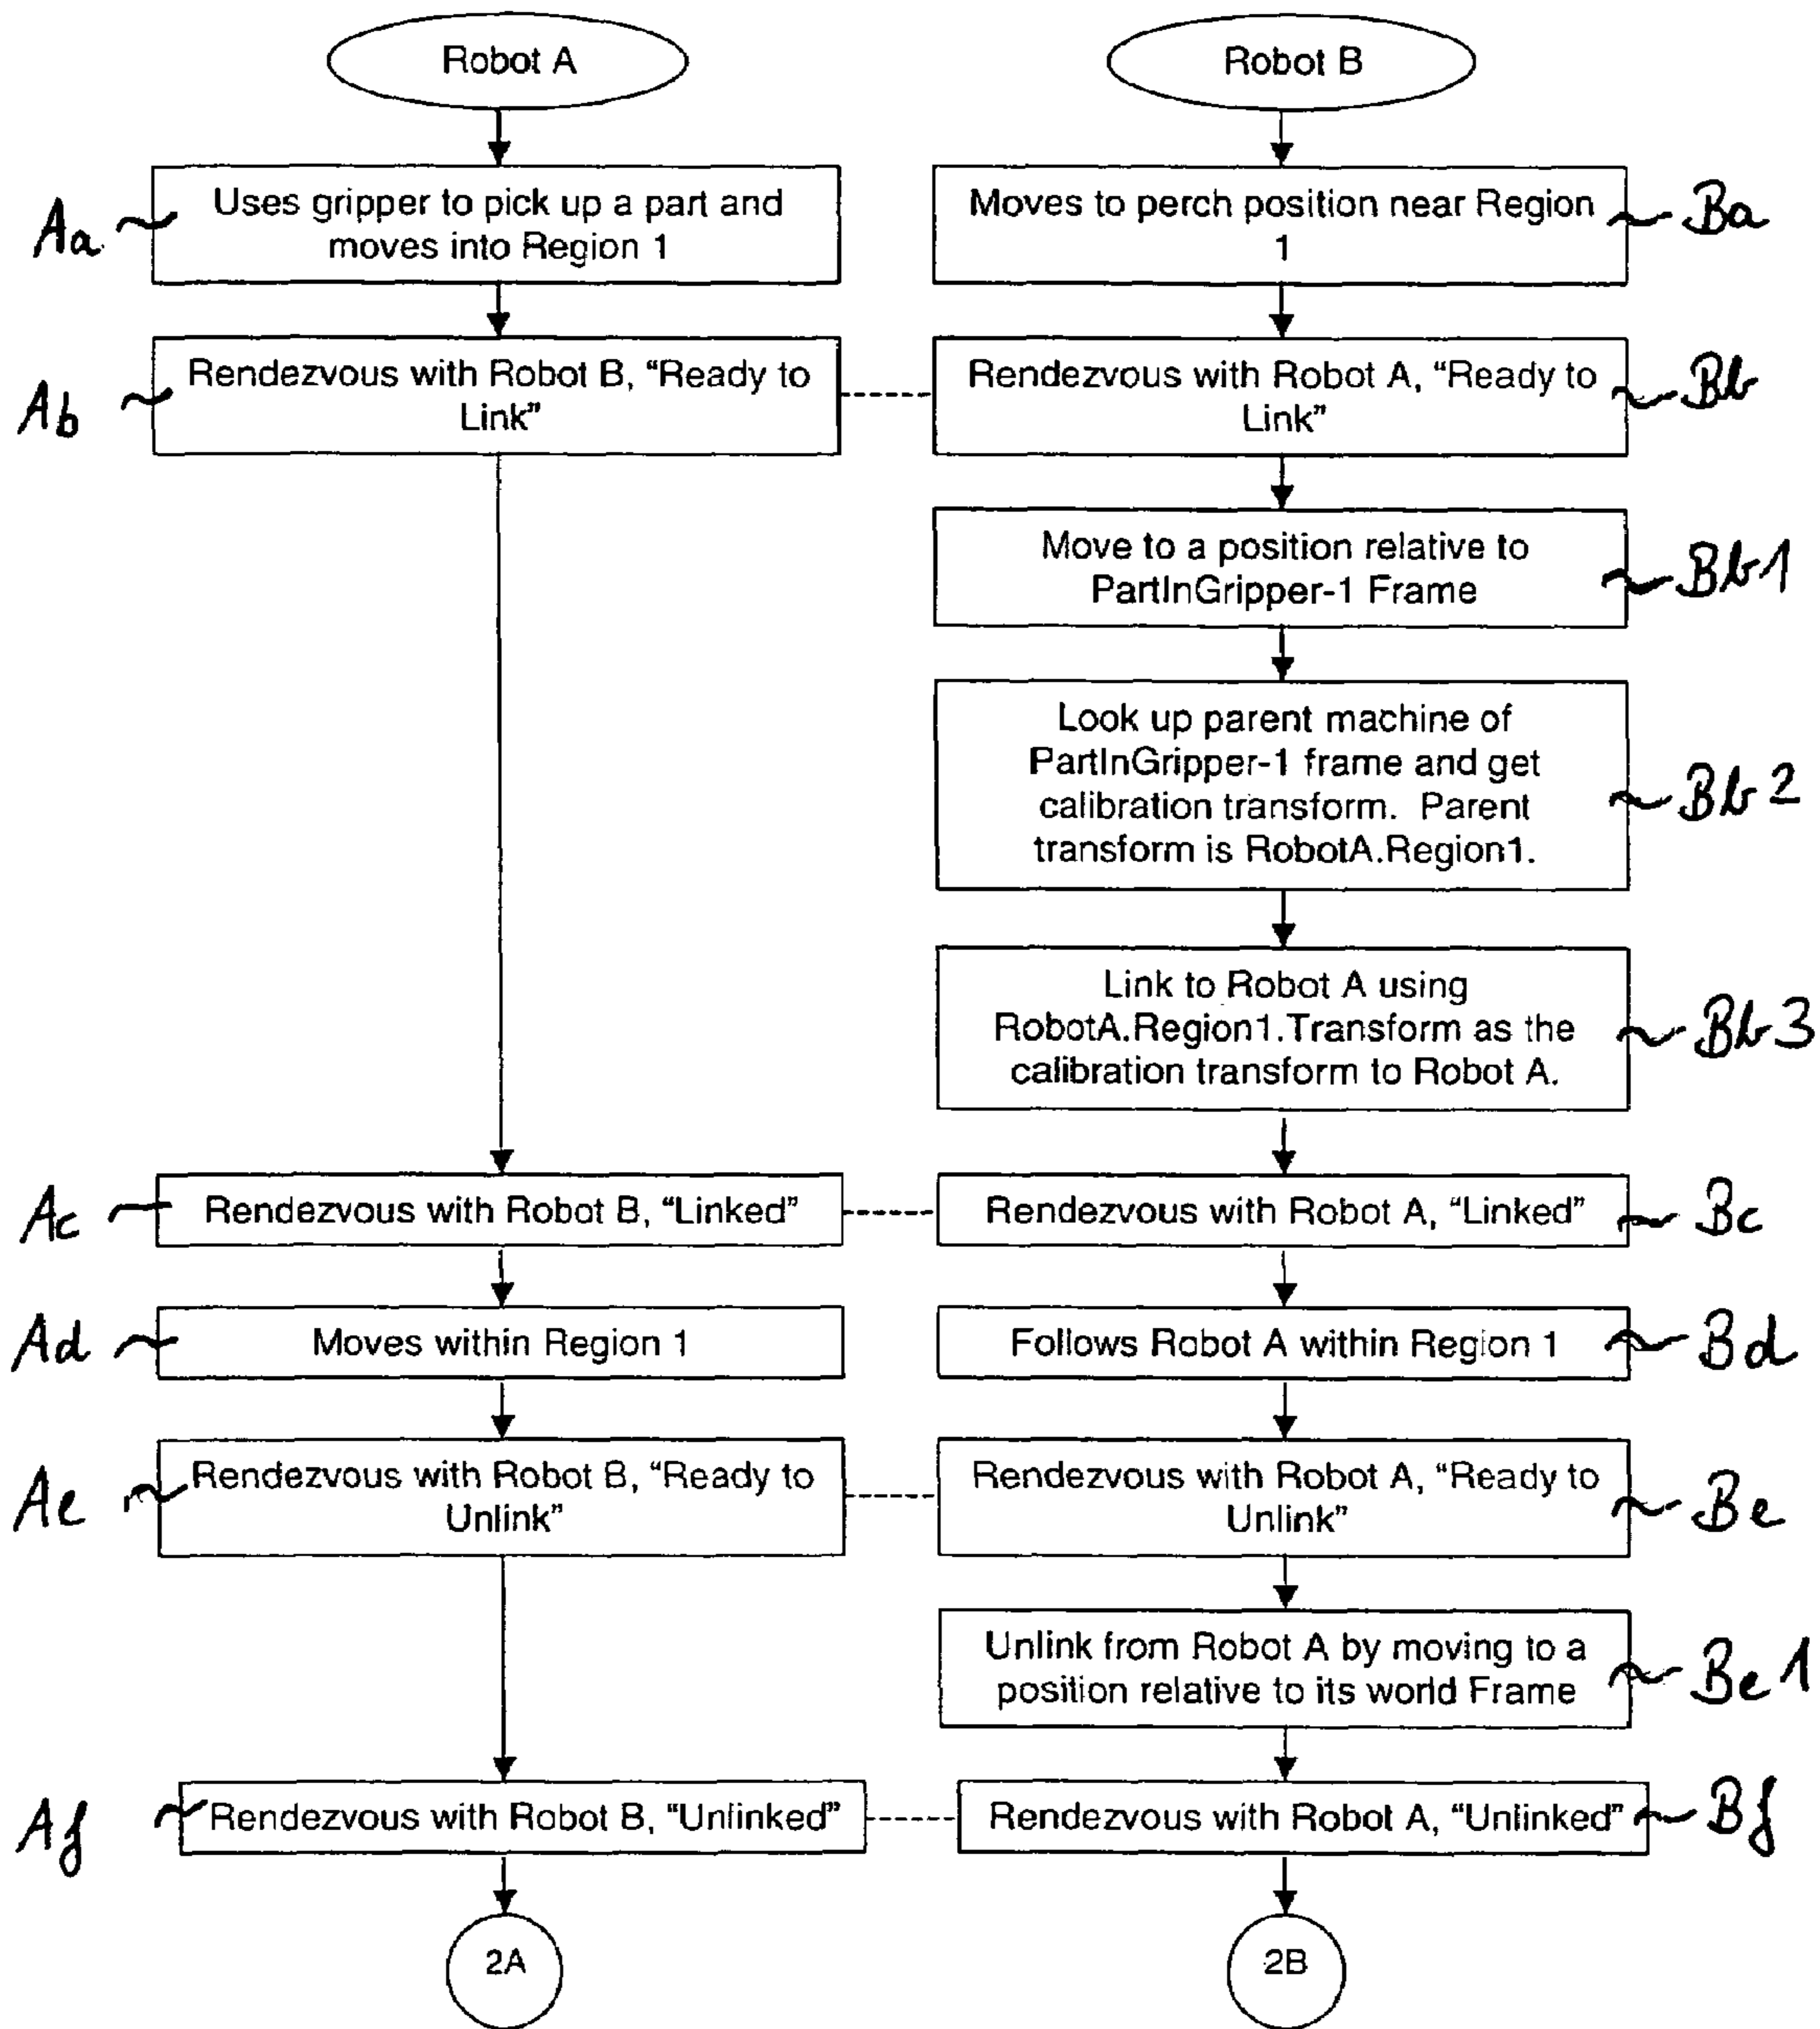 Robot A
Robot B
Aa
Uses gripper to pick up a part and
moves into Region 1
Moves to perch position near Region
1
Ba
Ab
Rendezvous with Robot B, “Ready to
Link”
Rendezvous with Robot A, “Ready to
Link”
Bb
Move to a position relative to
PartInGripper-1 Frame
Bb1
Look up parent machine of
PartInGripper-1 frame and get
calibration transform. Parent
transform is RobotA.Region1.
Bb2
Link to Robot A using
RobotA.Region1.Transform as the
calibration transform to Robot A.
Bb3
Ac
Rendezvous with Robot B, “Linked”
Rendezvous with Robot A, “Linked”
Bc
Ad
Moves within Region 1
Follows Robot A within Region 1
Bd
Ae
Rendezvous with Robot B, “Ready to
Unlink”
Rendezvous with Robot A, “Ready to
Unlink”
Be
Unlink from Robot A by moving to a
position relative to its world Frame
Be1
Af
Rendezvous with Robot B, “Unlinked”
Rendezvous with Robot A, “Unlinked”
Bf
2A
2B